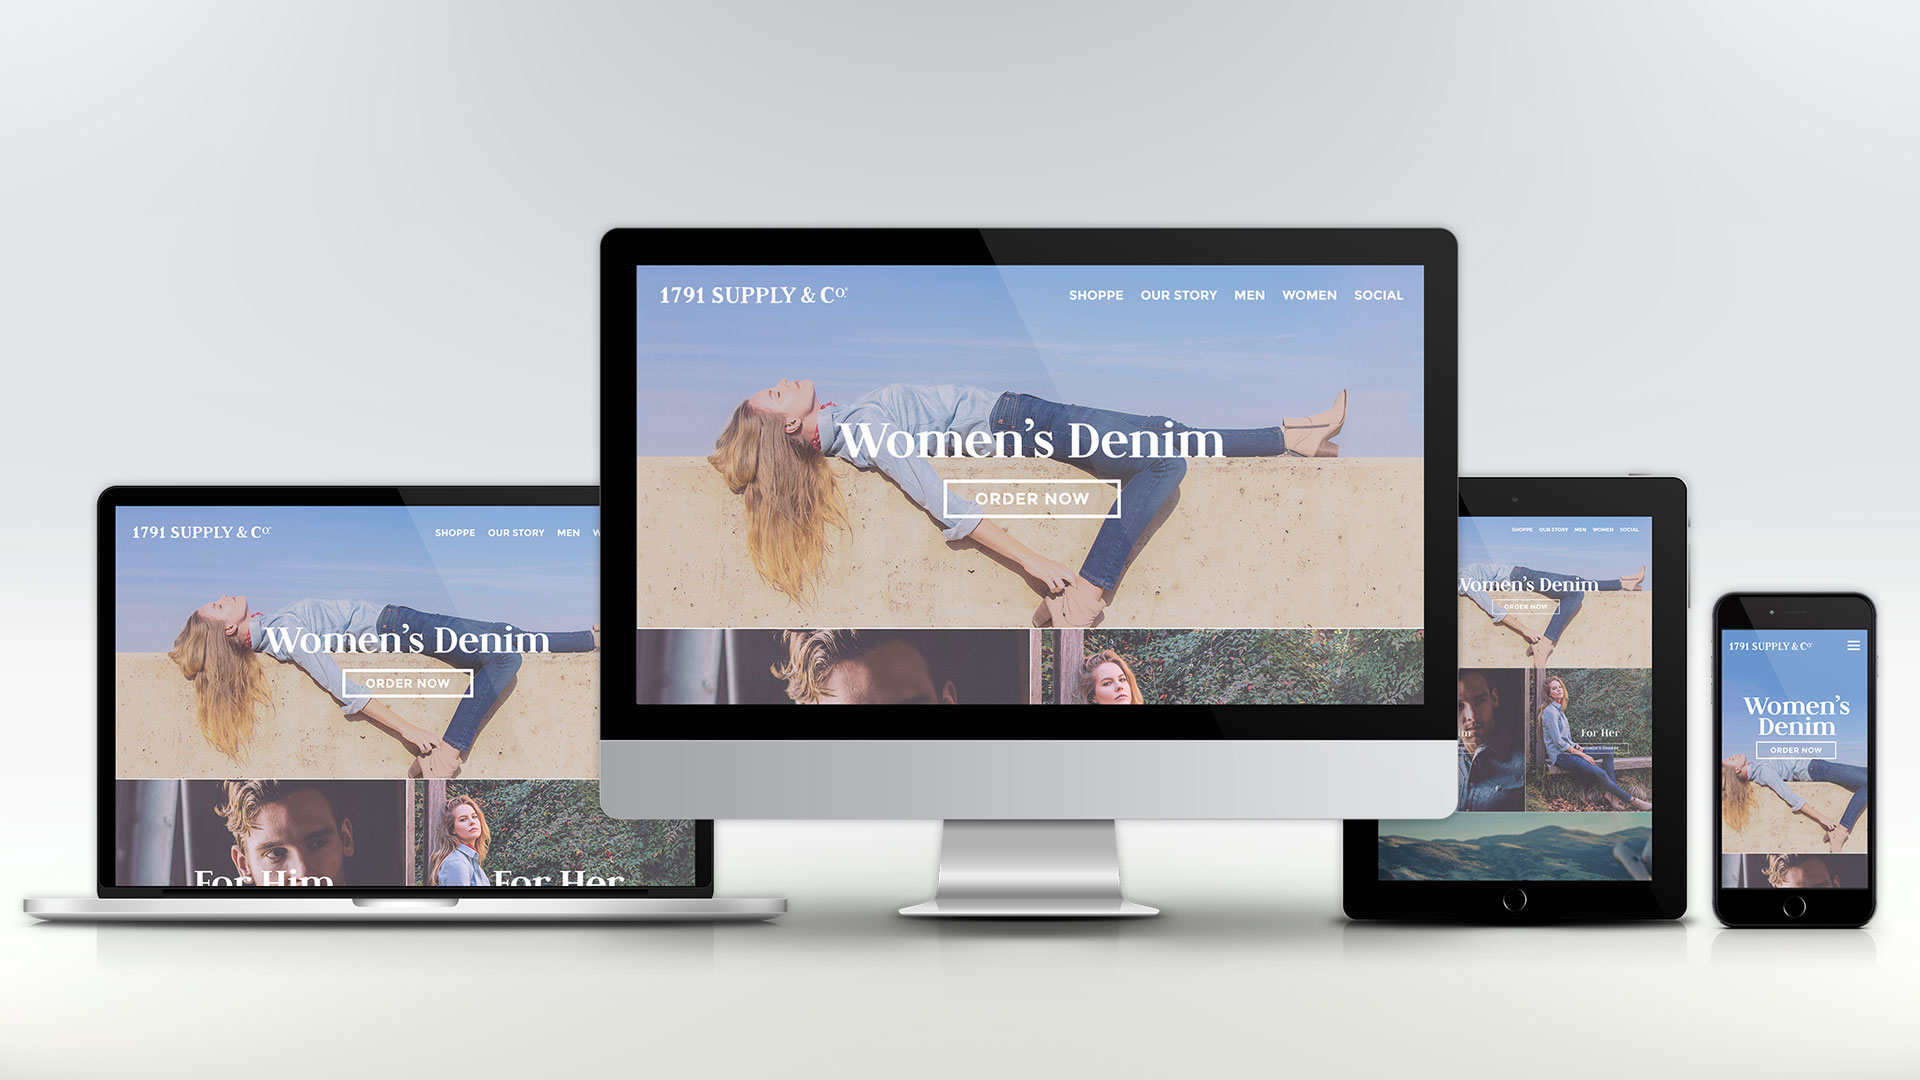 1791 SUPPLY & Co.
SHOPPE OUR STORY MEN WOMEN SOCIAL
Women's Denim
ORDER NOW
1791 SUPPLY & Co.
SHOPPE OUR STORY MEN W
Women's Denim
ORDER NOW
For Him
For Her
SHOPPE OUR STORY MEN WOMEN SOCIAL
Women's Denim
ORDER NOW
For Her
WOMEN'S SHOPPE
1791 SUPPLY & Co.
Women's
Denim
ORDER NOW